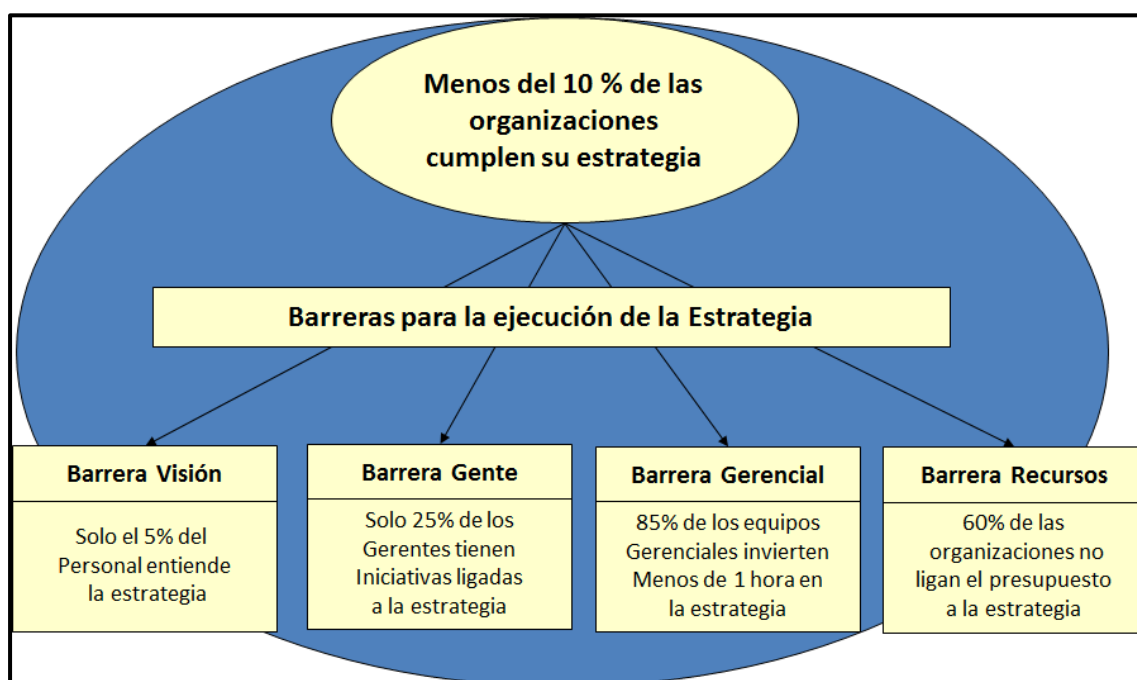 Menos del 10 % de las
organizaciones
cumplen su estrategia
Barreras para la ejecución de la Estrategia
Barrera Visión
Solo el 5% del
Personal entiende
la estrategia
Barrera Gente
Solo 25% de los
Gerentes tienen
Iniciativas ligadas
a la estrategia
Barrera Gerencial
85% de los equipos
Gerenciales invierten
Menos de 1 hora en
la estrategia
Barrera Recursos
60% de las
organizaciones no
ligan el presupuesto
a la estrategia